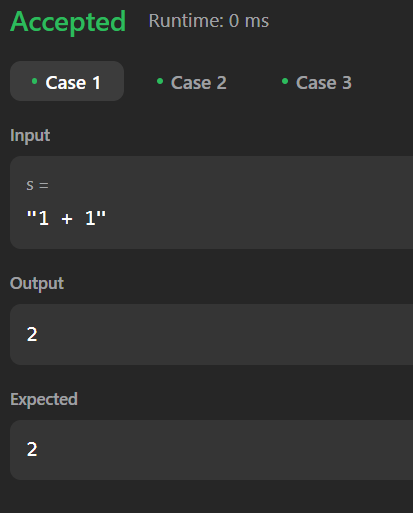 Accepted Runtime: 0 ms
• Case 1 • Case 2 • Case 3
Input
s =
"1 + 1"
Output
2
Expected
2